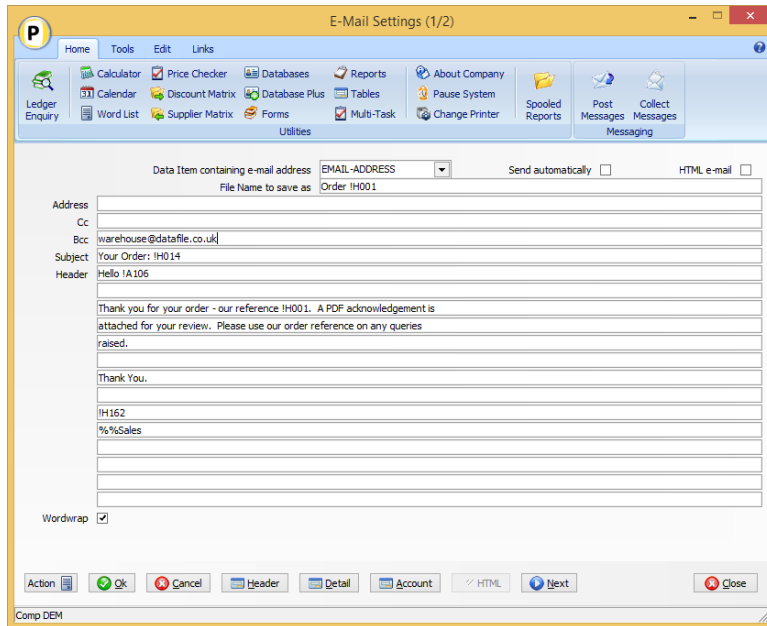 E-Mail Settings (1/2)
P
Home Tools Edit Links
Ledger Enquiry
Calculator Price Checker Databases Reports About Company
31 Calendar Discount Matrix Database Plus Tables Pause System
Word List Supplier Matrix Forms Multi-Task Change Printer
Spooled Reports
Post Messages
Collect Messages
Utilities Messaging
Data Item containing e-mail address EMAIL-ADDRESS Send automatically HTML e-mail
File Name to save as Order !H001
Address
Cc
Bcc warehouse@datafile.co.uk
Subject Your Order: !H014
Header Hello !A106
Thank you for your order - our reference !H001. A PDF acknowledgement is
attached for your review. Please use our order reference on any queries
raised.
Thank You.
!H162
%%Sales
Wordwrap
Action Ok Cancel Header Detail Account HTML Next Close
Comp DEM